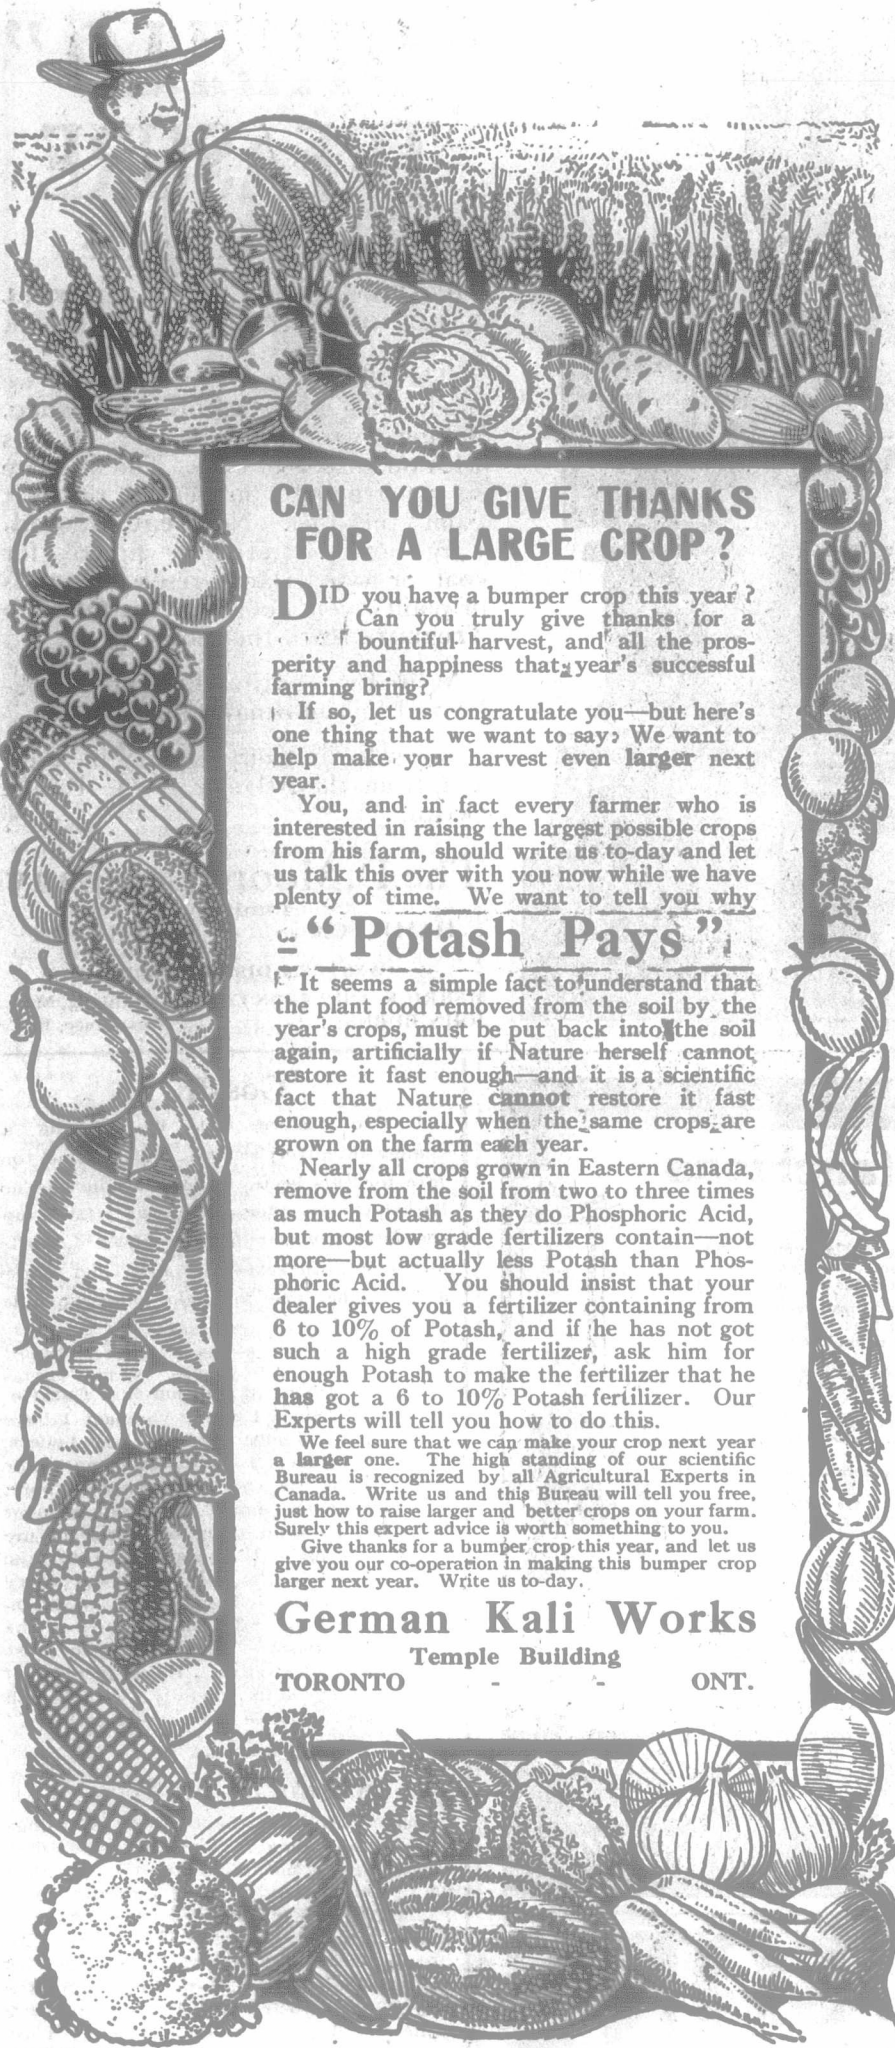 CAN YOU GIVE THANKS
FOR A LARGE CROP?
DID you have a bumper crop this year?
Can you truly give thanks for a
bountiful harvest, and all the pros-
perity and happiness that year's successful
farming bring?
If so, let us congratulate you—but here's
one thing that we want to say: We want to
help make your harvest even larger next
year.
You, and in fact every farmer who is
interested in raising the largest possible crops
from his farm, should write us to-day and let
us talk this over with you now while we have
plenty of time. We want to tell you why
"Potash Pays"
It seems a simple fact to understand that
the plant food removed from the soil by the
year's crops, must be put back into the soil
again, artificially if Nature herself cannot
restore it fast enough—and it is a scientific
fact that Nature cannot restore it fast
enough, especially when the same crops are
grown on the farm each year.
Nearly all crops grown in Eastern Canada,
remove from the soil from two to three times
as much Potash as they do Phosphoric Acid,
but most low grade fertilizers contain—not
more—but actually less Potash than Phos-
phoric Acid. You should insist that your
dealer gives you a fertilizer containing from
6 to 10% of Potash, and if he has not got
such a high grade fertilizer, ask him for
enough Potash to make the fertilizer that he
has got a 6 to 10% Potash fertilizer. Our
Experts will tell you how to do this.
We feel sure that we can make your crop next year
a larger one. The high standing of our scientific
Bureau is recognized by all Agricultural Experts in
Canada. Write us and this Bureau will tell you free,
just how to raise larger and better crops on your farm.
Surely this expert advice is worth something to you.
Give thanks for a bumper crop this year, and let us
give you our co-operation in making this bumper crop
larger next year. Write us to-day.
German Kali Works
Temple Building
TORONTO - - ONT.